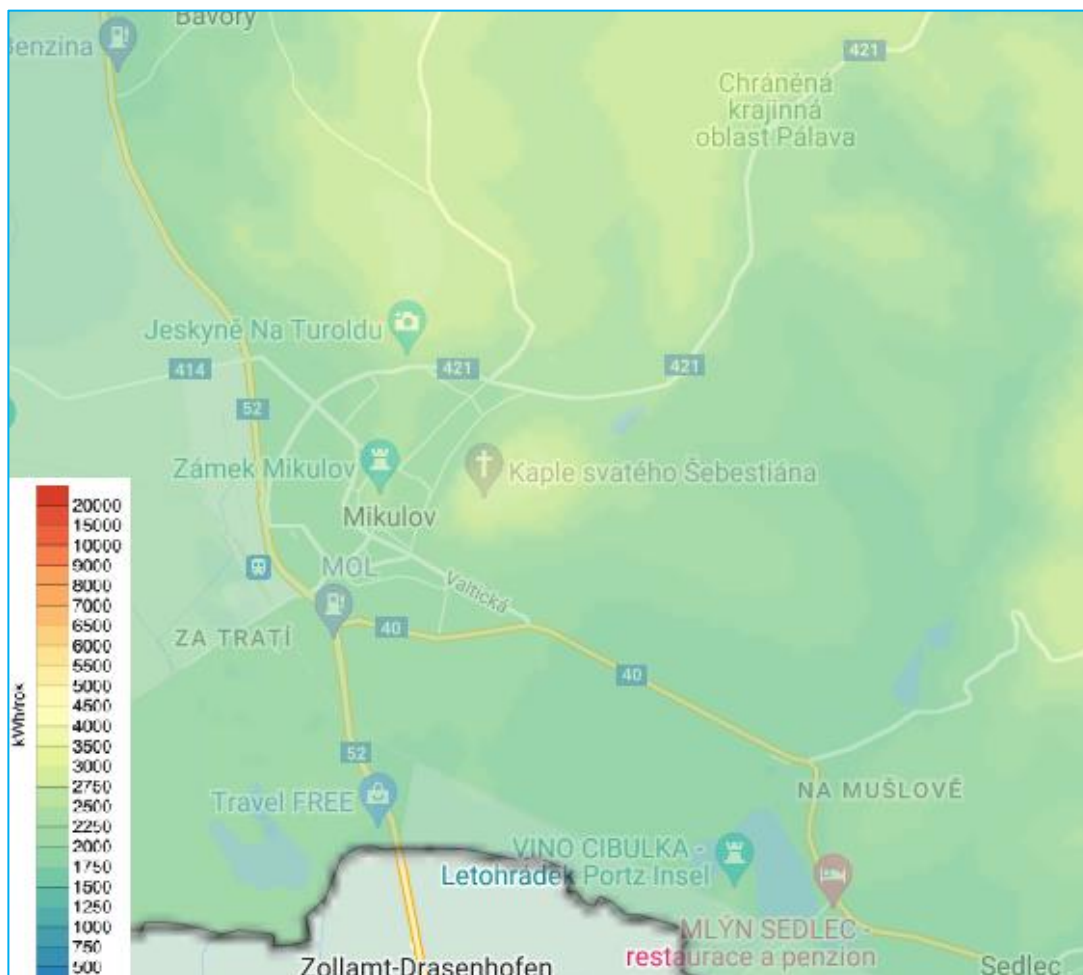 Bavory
Benzina
421
Chráněná
krajinná
oblast Pálava
Jeskyně Na Turoldu
414
421
421
52
Zámek Mikulov
Kaple svatého Šebestiána
Mikulov
MOL
Valtická
ZA TRATÍ
40
40
52
Travel FREE
NA MUŠLOVĚ
VINO CIBULKA -
Letohrádek Portz Insel
MLÝN SEDLEC -
restaurace a penzion
Zollamt-Drasenhofen
Sedlec
kWh/rok
20000
15000
10000
9000
8000
7000
6500
6000
5500
5000
4500
4000
3500
3000
2750
2500
2250
2000
1750
1500
1250
1000
750
500